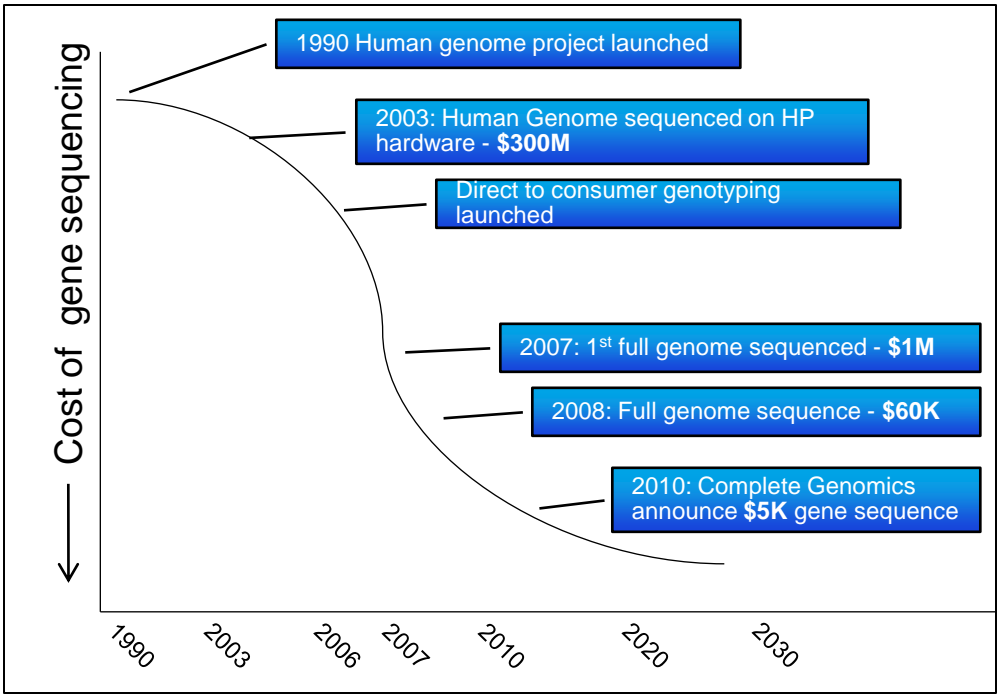 Cost of gene sequencing
1990 Human genome project launched
2003: Human Genome sequenced on HP
hardware - $300M
Direct to consumer genotyping
launched
2007: 1st full genome sequenced - $1M
2008: Full genome sequence - $60K
2010: Complete Genomics
announce $5K gene sequence
1990
2003
2006
2007
2010
2020
2030